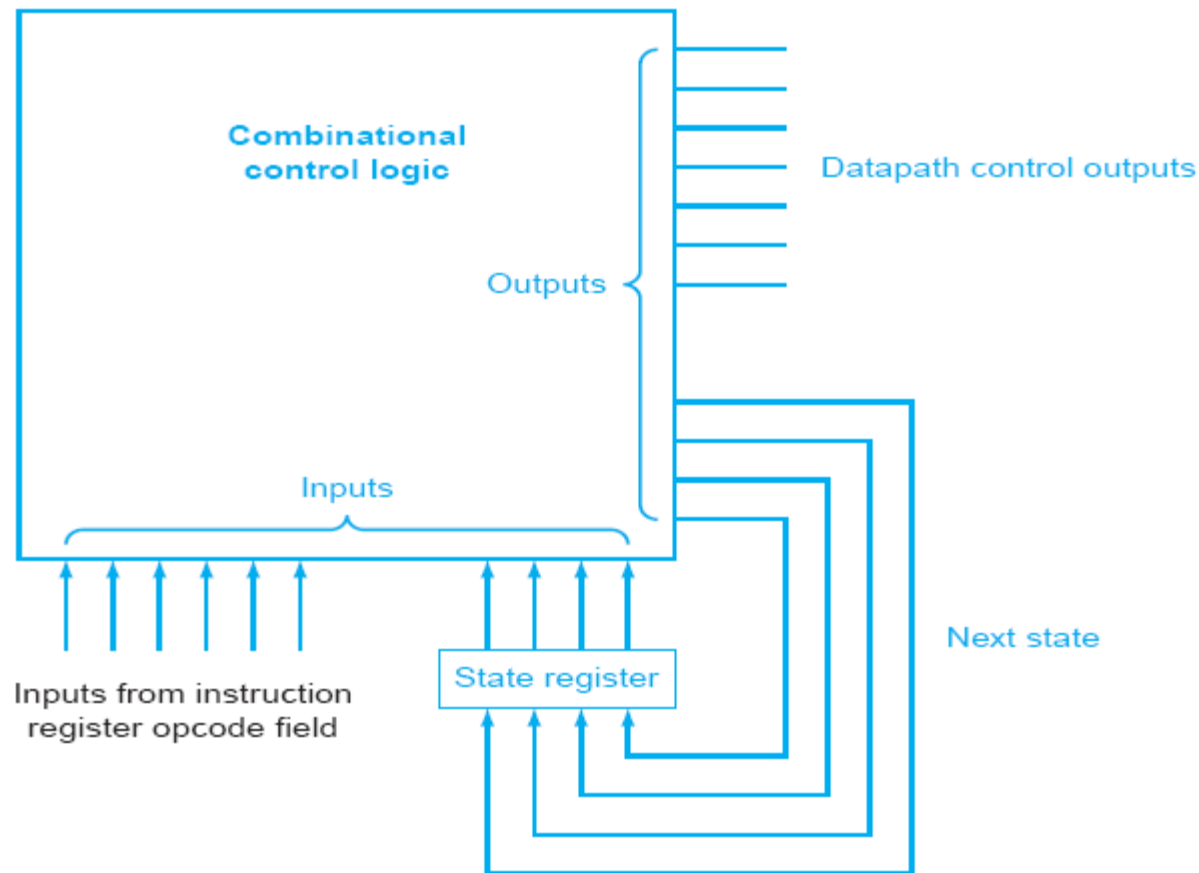 Combinational
control logic
Datapath control outputs
Outputs
Inputs
Next state
State register
Inputs from instruction
register opcode field